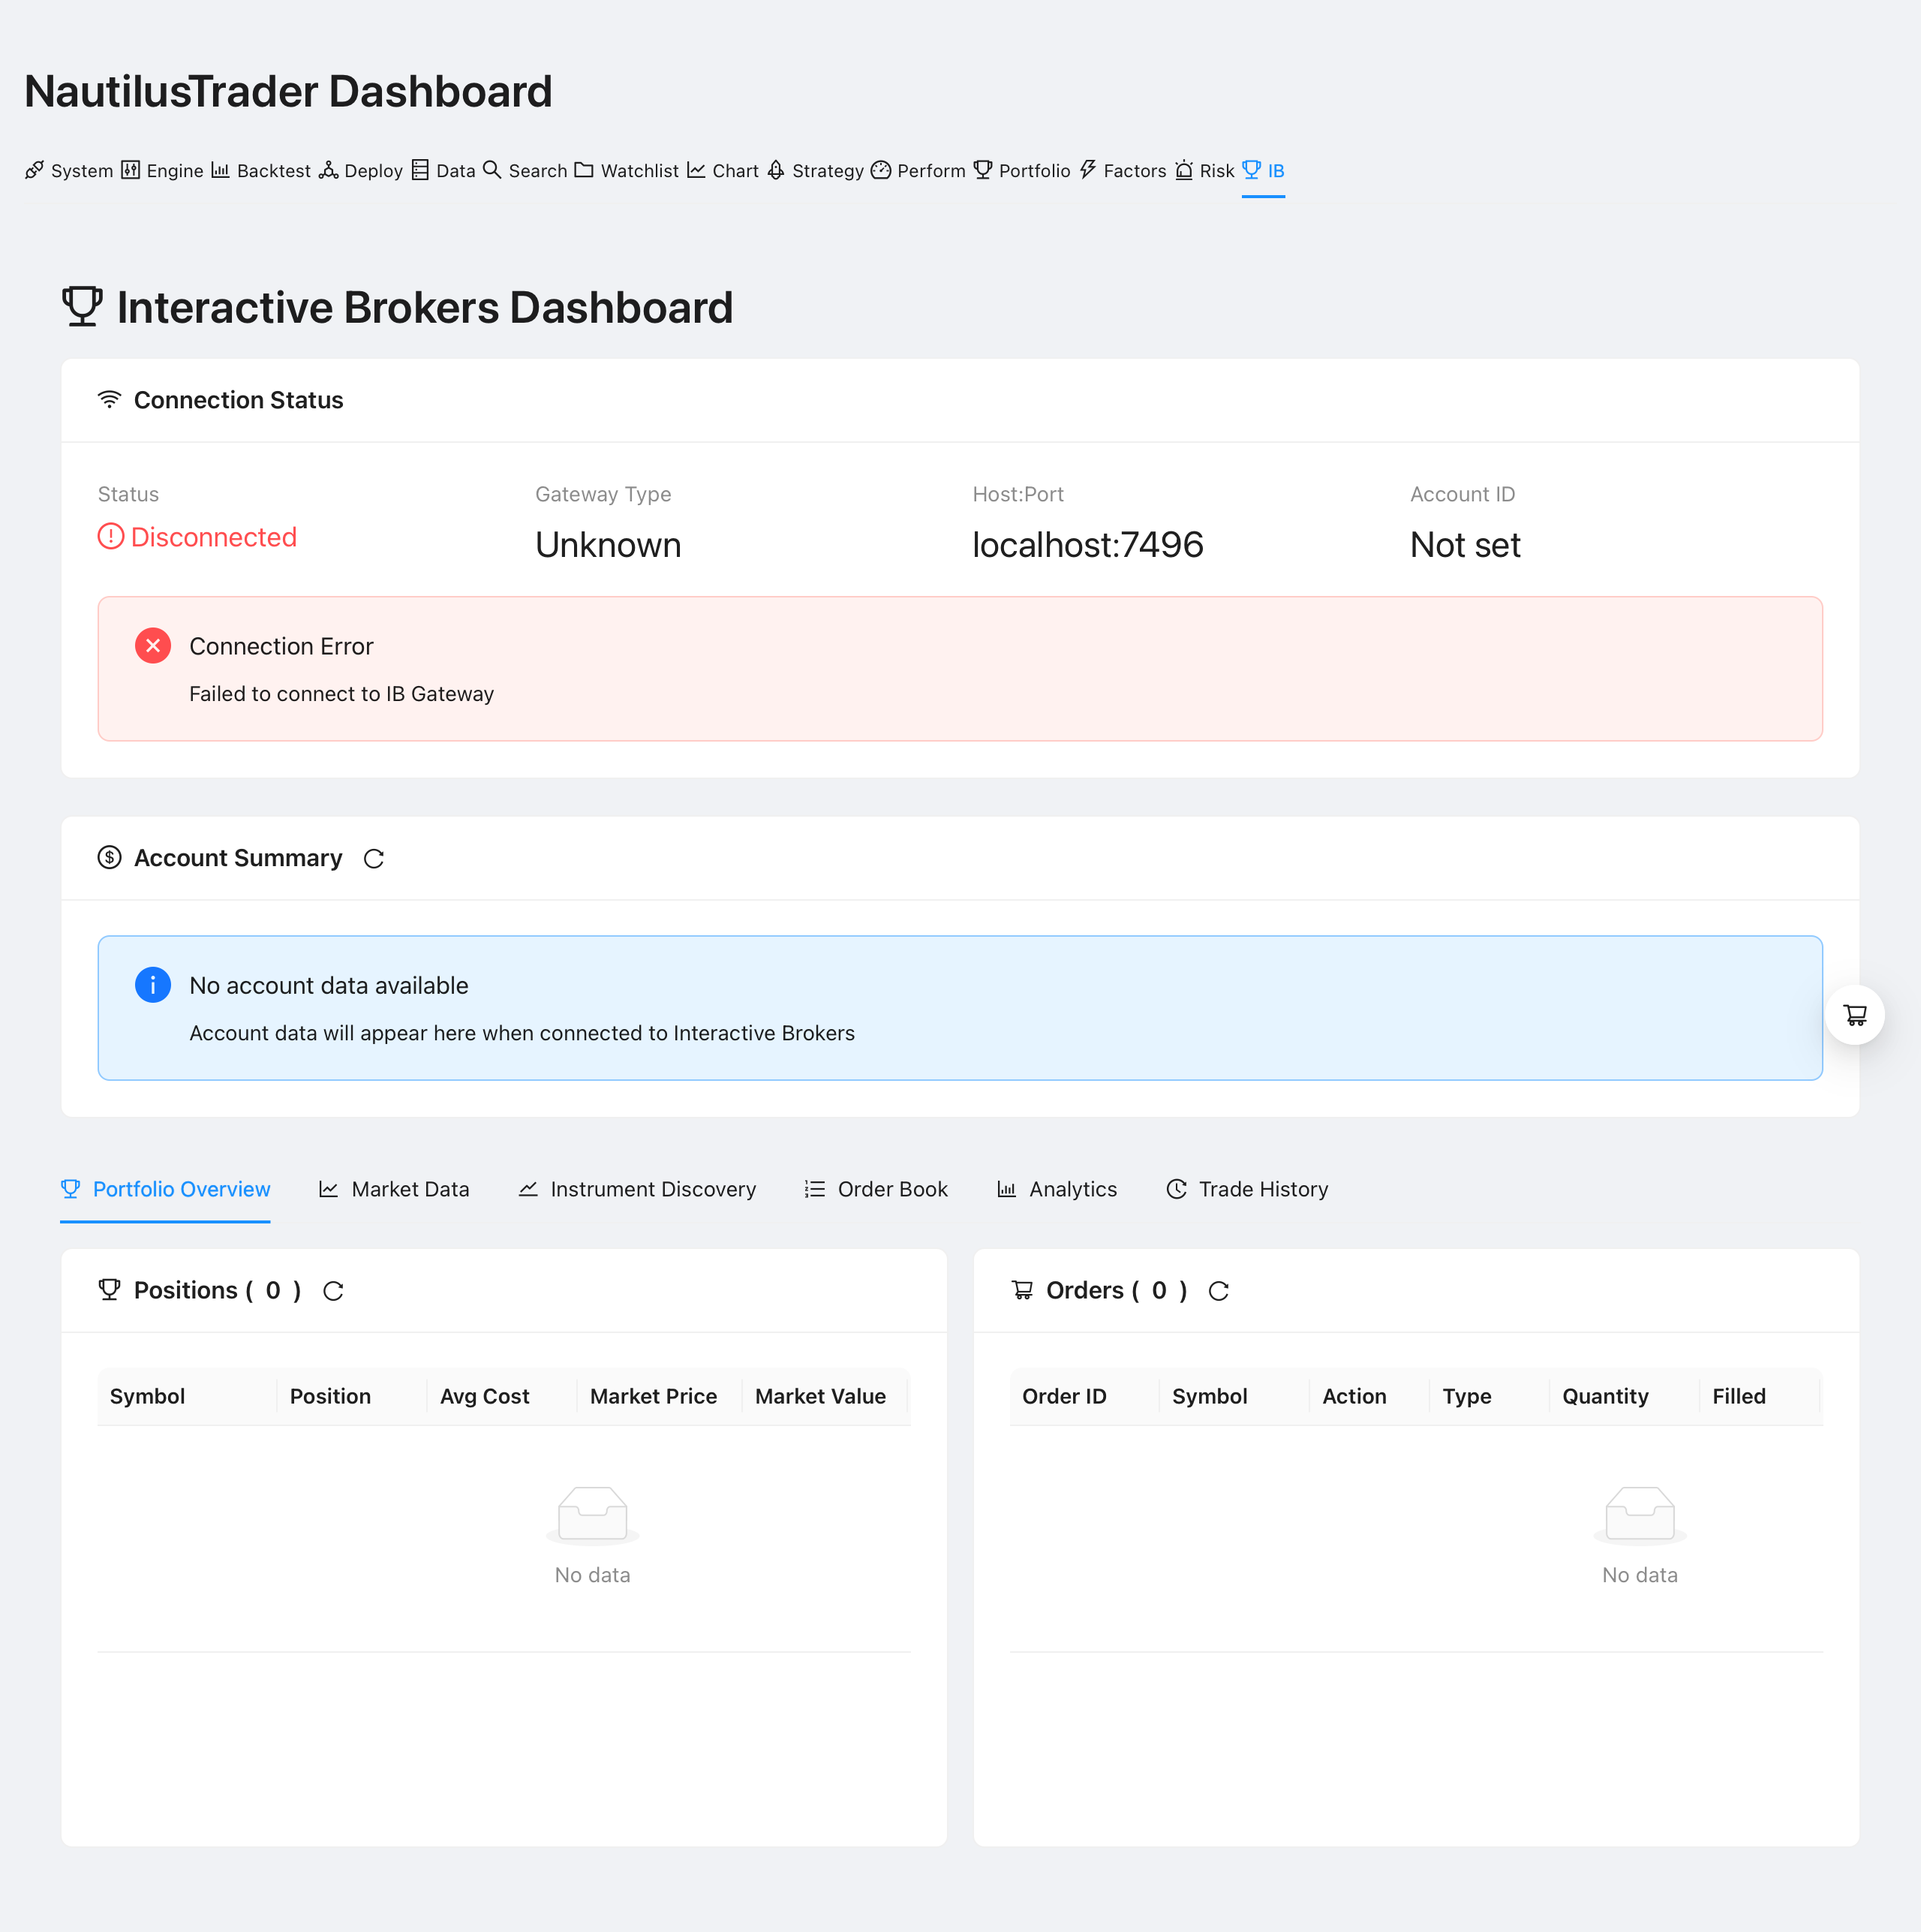 NautilusTrader Dashboard
System Engine Backtest Deploy Data Search Watchlist Chart Strategy Perform Portfolio Factors Risk IB
Interactive Brokers Dashboard
Connection Status
Status Gateway Type Host:Port Account ID
Disconnected Unknown localhost:7496 Not set
Connection Error
Failed to connect to IB Gateway
Account Summary
No account data available
Account data will appear here when connected to Interactive Brokers
Portfolio Overview Market Data Instrument Discovery Order Book Analytics Trade History
Positions ( 0 ) Orders ( 0 )
Symbol Position Avg Cost Market Price Market Value Order ID Symbol Action Type Quantity Filled
No data No data